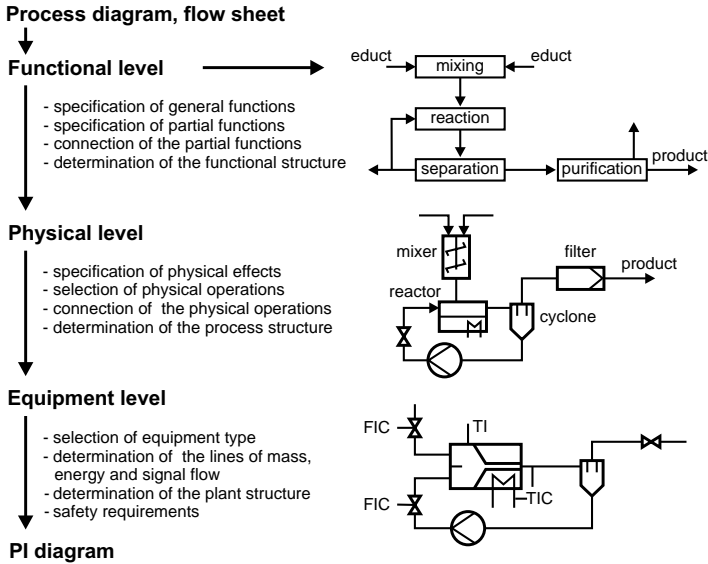 Process diagram, flow sheet
Functional level
- specification of general functions
- specification of partial functions
- connection of the partial functions
- determination of the functional structure
educt
mixing
educt
reaction
separation
purification
product
Physical level
- specification of physical effects
- selection of physical operations
- connection of the physical operations
- determination of the process structure
mixer
filter
product
reactor
cyclone
Equipment level
- selection of equipment type
- determination of the lines of mass,
energy and signal flow
- determination of the plant structure
- safety requirements
FIC
TI
TIC
FIC
PI diagram